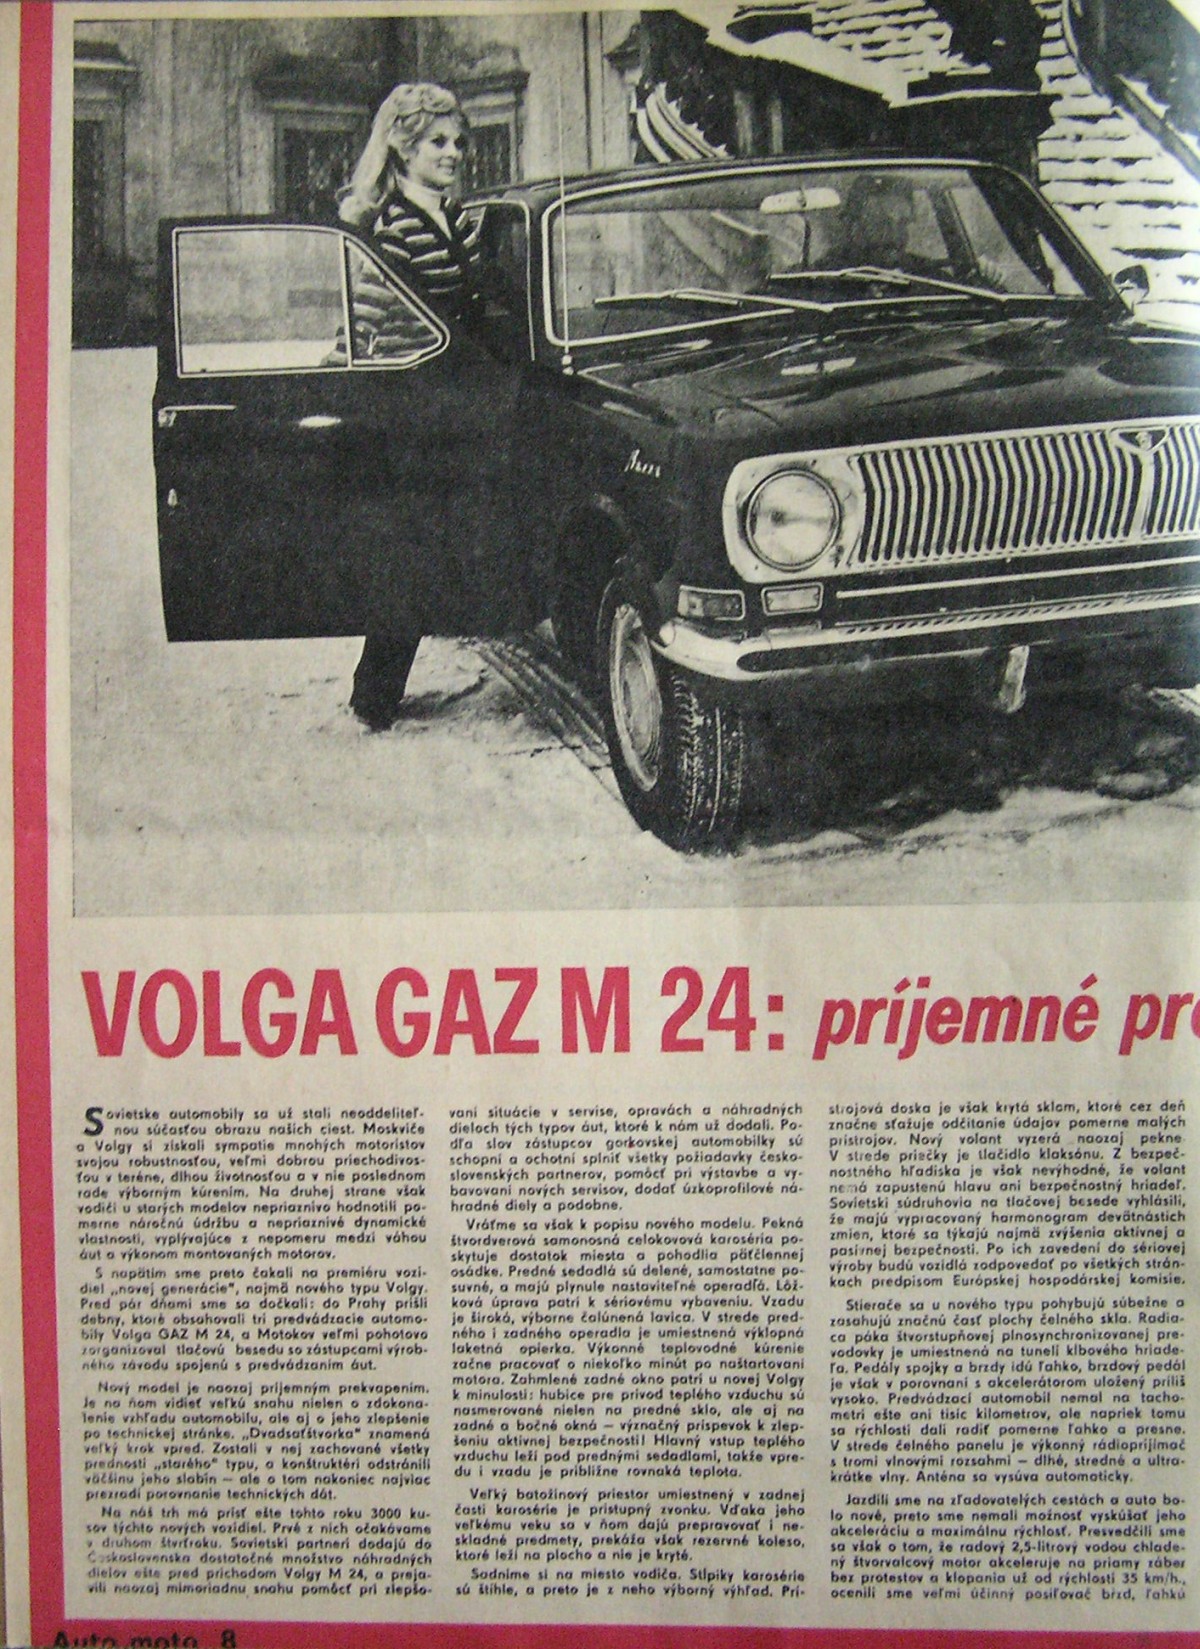 VOLGA GAZ M 24: príjemné pr
Sovietske automobily sa už stali neoddeliteľ-
nou súčasťou obrazu našich ciest. Moskviče
a Volgy si získali sympatie mnohých motoristov
svojou robustnosťou, veľmi dobrou priechodivos-
ťou v teréne, dlhou životnosťou a v nie poslednom
rade výborným kúrením. Na druhej strane však
vodiči u starých modelov nepriaznivo hodnotili po-
merne náročnú údržbu a nepriaznivé dynamické
vlastnosti, vyplývajúce z nepomeru medzi váhou
áut a výkonom montovaných motorov.
S napätím sme preto čakali na premiéru vozi-
diel „novej generácie", najmä nového typu Volgy.
Pred pár dňami sme sa dočkali: do Prahy prišli
debny, ktoré obsahovali tri predvádzacie automo-
bily Volga GAZ M 24, a Motokov veľmi pohotovo
zorganizoval tlačovú besedu so zástupcami výrob-
ného závodu spojenú s predvádzaním áut.
Nový model je naozaj príjemným prekvapením.
Je na ňom vidieť veľkú snahu nielen o zdokona-
lenie vzhľadu automobilu, ale aj o jeho zlepšenie
po technickej stránke. „Dvadsaťštvorka" znamená
veľký krok vpred. Zostali v nej zachované všetky
prednosti „starého" typu, a konštruktéri odstránili
väčšinu jeho slabín — ale o tom nakoniec najviac
prezradí porovnanie technických dát.
Na náš trh má prísť ešte tohto roku 3000 ku-
sov týchto nových vozidiel. Prvé z nich očakávame
v druhom štvrťroku. Sovietski partneri dodajú do
Československa dostatočné množstvo náhradných
dielov ešte pred príchodom Volgy M 24, a preja-
vili naozaj mimoriadnu snahu pomôcť pri zlepšo-
vaní situácie v servise, opravách a náhradných
dieloch tých typov áut, ktoré k nám už dodali. Po-
dľa slov zástupcov gorkovskej automobilky sú
schopní a ochotní splniť všetky požiadavky česko-
slovenských partnerov, pomôcť pri výstavbe a vy-
bavovaní nových servisov, dodať úzkoprofilové ná-
hradné diely a podobne.
Vráťme sa však k popisu nového modelu. Pekná
štvordverová samonosná celokovová karoséria po-
skytuje dostatok miesta a pohodlia päťčlennej
osádke. Predné sedadlá sú delené, samostatne po-
suvné, a majú plynule nastaviteľné operadlá. Lôž-
ková úprava patrí k sériovému vybaveniu. Vzadu
je široká, výborne čalúnená lavica. V strede pred-
ného i zadného operadla je umiestnená výklopná
lakeťná opierka. Výkonné teplovodné kúrenie
začne pracovať o niekoľko minút po naštartovaní
motora. Zahmlené zadné okno patrí u novej Volgy
k minulosti: hubice pre prívod teplého vzduchu sú
nasmerované nielen na predné sklo, ale aj na
zadné a bočné okná — význačný príspevok k zlep-
šeniu aktívnej bezpečnosti! Hlavný vstup teplého
vzduchu leží pod prednými sedadlami, takže vpre-
du i vzadu je približne rovnaká teplota.
Veľký batožinový priestor umiestnený v zadnej
časti karosérie je prístupný zvonku. Vďaka jeho
veľkému veku sa v ňom dajú prepravovať i ne-
skladné predmety, prekáža však rezervné koleso,
ktoré leží na plocho a nie je kryté.
Sadnime si na miesto vodiča. Stĺpiky karosérie
sú štíhle, a preto je z neho výborný výhľad. Prí-
strojová doska je však krytá sklom, ktoré cez deň
značne sťažuje odčítanie údajov pomerne malých
prístrojov. Nový volant vyzerá naozaj pekne.
V strede priečky je tlačidlo klaksónu. Z bezpeč-
nostného hľadiska je však nevýhodné, že volant
nemá zapustenú hlavu ani bezpečnostný hriadeľ.
Sovietski súdruhovia na tlačovej besede vyhlásili,
že majú vypracovaný harmonogram devätnástich
zmien, ktoré sa týkajú najmä zvýšenia aktívnej a
pasívnej bezpečnosti. Po ich zavedení do sériovej
výroby budú vozidlá zodpovedať po všetkých strán-
kach predpisom Európskej hospodárskej komisie.
Stierače sa u nového typu pohybujú súbežne a
zasahujú značnú časť plochy čelného skla. Radia-
ca páka štvorstupňovej plnosynchronizovanej pre-
vodovky je umiestnená na tuneli kĺbového hriade-
ľa. Pedály spojky a brzdy idú ľahko, brzdový pedál
je však v porovnaní s akcelerátorom uložený príliš
vysoko. Predvádzací automobil nemal na tacho-
metri ešte ani tisíc kilometrov, ale napriek tomu
sa rýchlosti dali radiť pomerne ľahko a presne.
V strede čelného panelu je výkonný rádioprijímač
s tromi vlnovými rozsahmi — dlhé, stredné a ultra-
krátke vlny. Anténa sa vysúva automaticky.
Jazdili sme na zľadovatelých cestách a auto bo-
lo nové, preto sme nemali možnosť vyskúšať jeho
akceleráciu a maximálnu rýchlosť. Presvedčili sme
sa však o tom, že radový 2,5-litrový vodou chlade-
ný štvorvalcový motor akceleruje na priamy záber
bez protestov a klopania už od rýchlosti 35 km/h.,
ocenili sme veľmi účinný posilňovač bŕzd, ľahkú
Auto moto 8